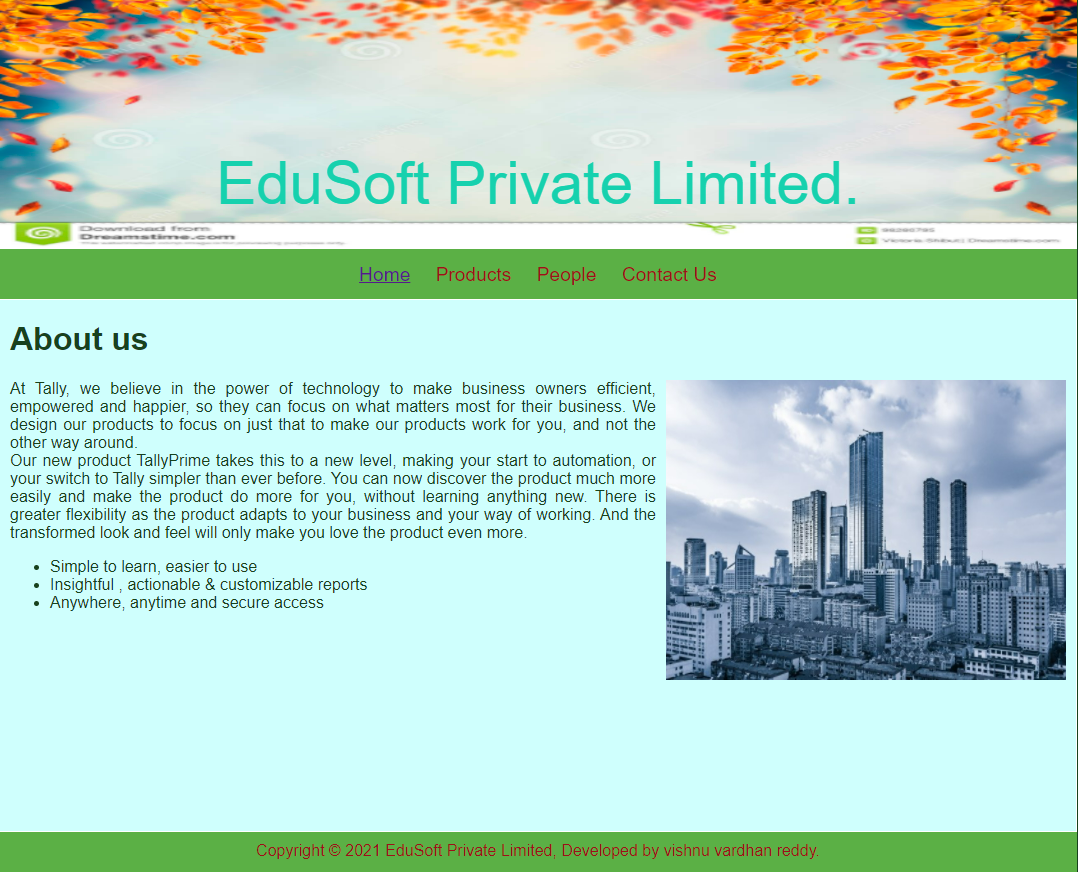 EduSoft Private Limited.
Download from
Dreamstime.com
Home Products People Contact Us
About us
At Tally, we believe in the power of technology to make business owners efficient,
empowered and happier, so they can focus on what matters most for their business. We
design our products to focus on just that to make our products work for you, and not the
other way around.
Our new product TallyPrime takes this to a new level, making your start to automation, or
your switch to Tally simpler than ever before. You can now discover the product much more
easily and make the product do more for you, without learning anything new. There is
greater flexibility as the product adapts to your business and your way of working. And the
transformed look and feel will only make you love the product even more.
• Simple to learn, easier to use
• Insightful , actionable & customizable reports
• Anywhere, anytime and secure access
Copyright © 2021 EduSoft Private Limited, Developed by vishnu vardhan reddy.